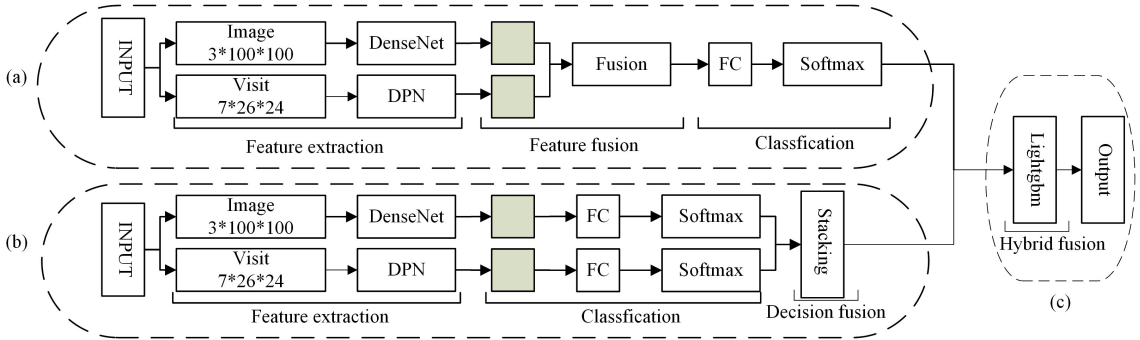 (a)
INPUT
Image
3*100*100
DenseNet
Visit
7*26*24
DPN
Fusion
FC
Softmax
Feature extraction
Feature fusion
Classfication
(b)
INPUT
Image
3*100*100
DenseNet
FC
Softmax
Visit
7*26*24
DPN
FC
Softmax
Stacking
Feature extraction
Classfication
Decision fusion
Lightgbm
Output
Hybrid fusion
(c)